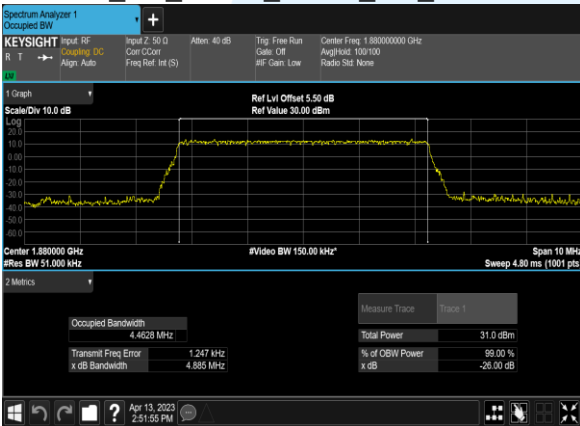 Spectrum Analyzer 1
Occupied BW
+
KEYSIGHT Input: RF Input Z: 50 Ω Atten: 40 dB Trig: Free Run Center Freq: 1.880000000 GHz
R T Coupling: DC Corr CCorr Gate: Off Avg|Hold: 100/100
Align: Auto Freq Ref: Int (S) #IF Gain: Low Radio Std: None
1 Graph
Ref Lvl Offset 5.50 dB
Scale/Div 10.0 dB Ref Value 30.00 dBm
Log
20.0
10.0
0.00
-10.0
-20.0
-30.0
-40.0
-50.0
-60.0
Center 1.880000 GHz #Video BW 150.00 kHz* Span 10 MHz
#Res BW 51.000 kHz Sweep 4.80 ms (1001 pts
2 Metrics
Measure Trace Trace 1
Occupied Bandwidth
4.4628 MHz Total Power 31.0 dBm
Transmit Freq Error 1.247 kHz % of OBW Power 99.00 %
x dB Bandwidth 4.885 MHz x dB -26.00 dB
? Apr 13, 2023
2:51:55 PM